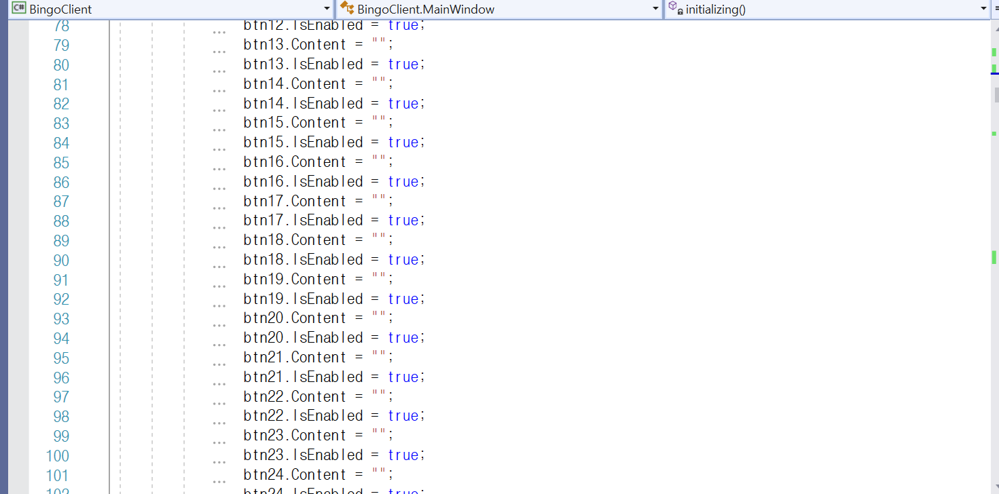 C# BingoClient BingoClient.MainWindow initializing()
78 btn12.IsEnabled = true;
79 btn13.Content = "";
80 btn13.IsEnabled = true;
81 btn14.Content = "";
82 btn14.IsEnabled = true;
83 btn15.Content = "";
84 btn15.IsEnabled = true;
85 btn16.Content = "";
86 btn16.IsEnabled = true;
87 btn17.Content = "";
88 btn17.IsEnabled = true;
89 btn18.Content = "";
90 btn18.IsEnabled = true;
91 btn19.Content = "";
92 btn19.IsEnabled = true;
93 btn20.Content = "";
94 btn20.IsEnabled = true;
95 btn21.Content = "";
96 btn21.IsEnabled = true;
97 btn22.Content = "";
98 btn22.IsEnabled = true;
99 btn23.Content = "";
100 btn23.IsEnabled = true;
101 btn24.Content = "";
102 btn24.IsEnabled = true;